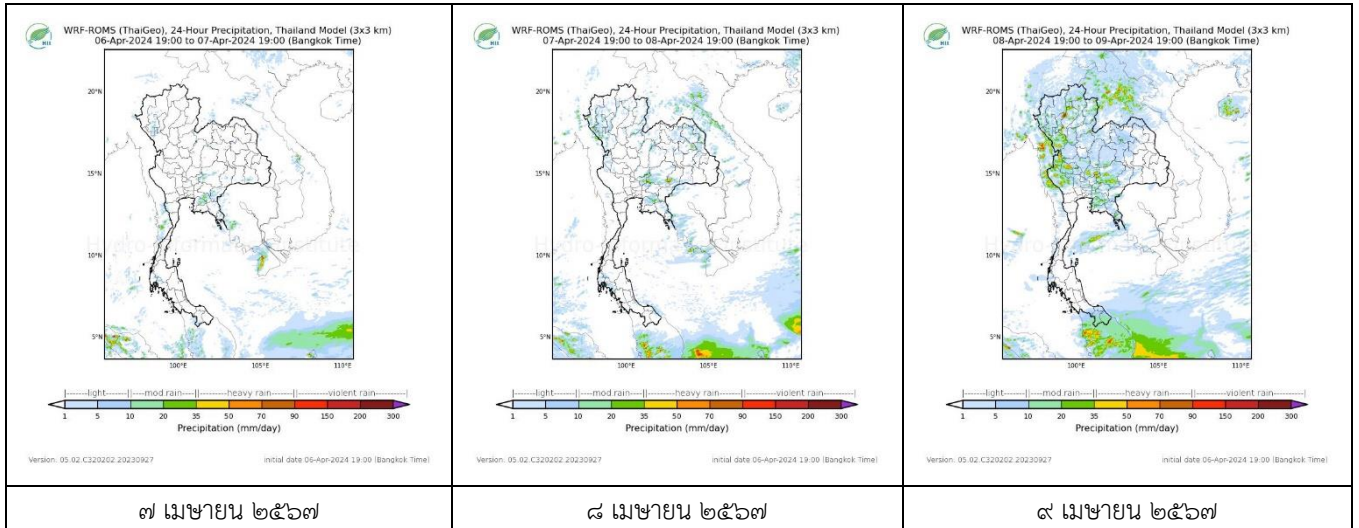 WRF-ROMS (ThaiGeo), 24-Hour Precipitation, Thailand Model (3x3 km)
06-Apr-2024 19:00 to 07-Apr-2024 19:00 (Bangkok Time)
20°N
15°N
10°N
5°N
100°E 105°E 110°E
light mod rain heavy rain violent rain
1 5 10 20 35 50 70 90 150 200 300
Precipitation (mm/day)
Version: 05.02.C320202.20230927 initial date:06-Apr-2024 19:00 (Bangkok Time)
๗ เมษายน ๒๕๖๗
WRF-ROMS (ThaiGeo), 24-Hour Precipitation, Thailand Model (3x3 km)
07-Apr-2024 19:00 to 08-Apr-2024 19:00 (Bangkok Time)
20°N
15°N
10°N
5°N
100°E 105°E 110°E
light mod rain heavy rain violent rain
1 5 10 20 35 50 70 90 150 200 300
Precipitation (mm/day)
Version: 05.02.C320202.20230927 initial date:06-Apr-2024 19:00 (Bangkok Time)
๘ เมษายน ๒๕๖๗
WRF-ROMS (ThaiGeo), 24-Hour Precipitation, Thailand Model (3x3 km)
08-Apr-2024 19:00 to 09-Apr-2024 19:00 (Bangkok Time)
20°N
15°N
10°N
5°N
100°E 105°E 110°E
light mod rain heavy rain violent rain
1 5 10 20 35 50 70 90 150 200 300
Precipitation (mm/day)
Version: 05.02.C320202.20230927 initial date:06-Apr-2024 19:00 (Bangkok Time)
๙ เมษายน ๒๕๖๗